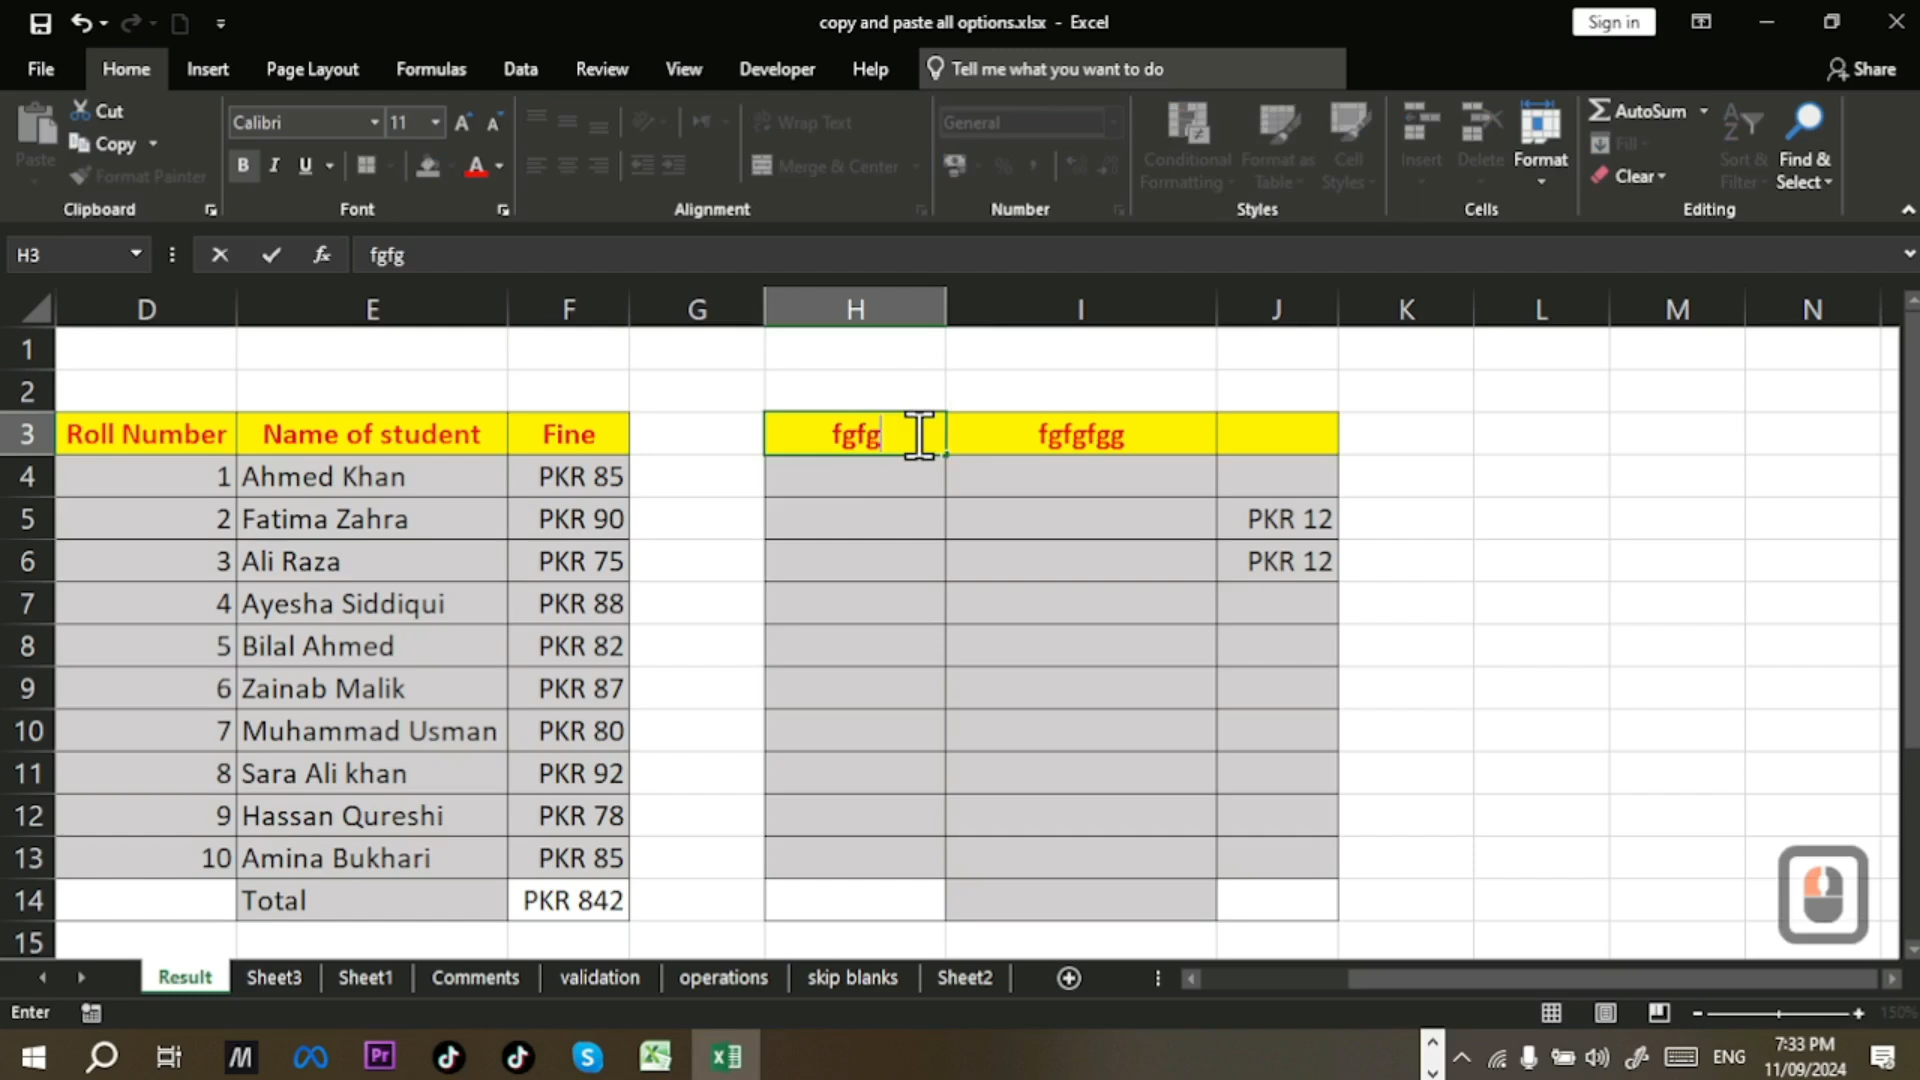 copy and paste all options.xlsx - Excel
Sign in
File Home Insert Page Layout Formulas Data Review View Developer Help Tell me what you want to do Share
Paste
Cut
Copy
Format Painter
Clipboard
Calibri 11
B I U
Font
Wrap Text
Merge & Center
Alignment
General
Number
Conditional Formatting
Format as Table
Cell Styles
Styles
Insert
Delete
Format
Cells
AutoSum
Fill
Clear
Sort & Filter
Find & Select
Editing
H3 fx fgfg
D E F G H I J K L M N
1
2
3 Roll Number Name of student Fine fgfg fgfgfgg
4 1 Ahmed Khan PKR 85
5 2 Fatima Zahra PKR 90 PKR 12
6 3 Ali Raza PKR 75 PKR 12
7 4 Ayesha Siddiqui PKR 88
8 5 Bilal Ahmed PKR 82
9 6 Zainab Malik PKR 87
10 7 Muhammad Usman PKR 80
11 8 Sara Ali khan PKR 92
12 9 Hassan Qureshi PKR 78
13 10 Amina Bukhari PKR 85
14 Total PKR 842
15
Result Sheet3 Sheet1 Comments validation operations skip blanks Sheet2
Enter 150%
Pr ENG 7:33 PM
11/09/2024